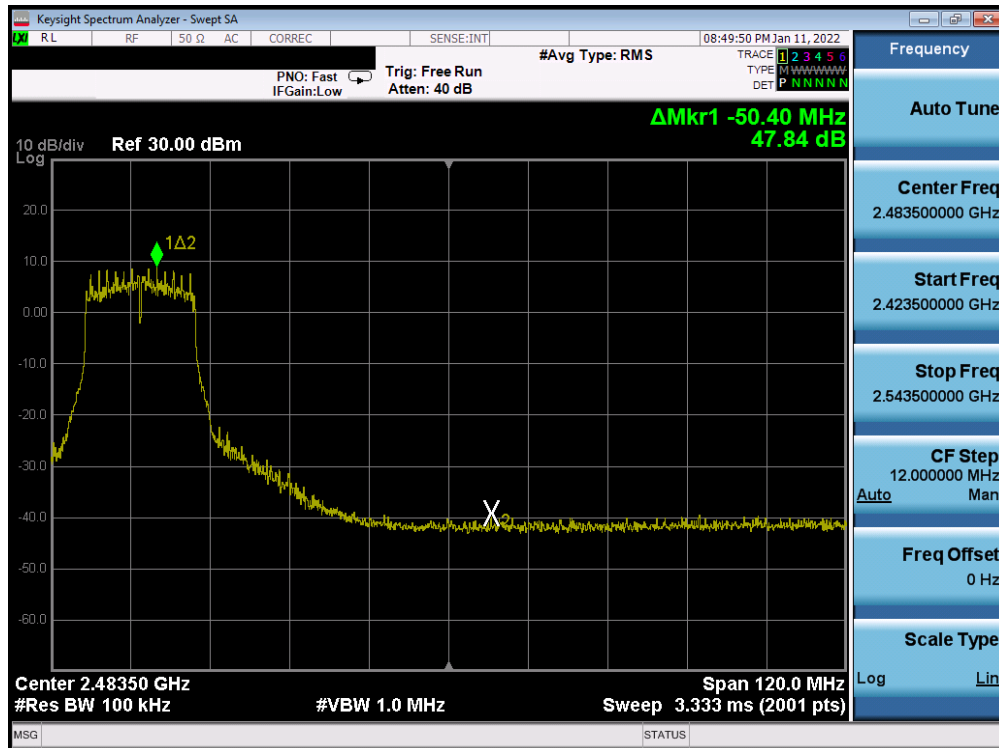 Keysight Spectrum Analyzer - Swept SA
LXI RL RF 50 Ω AC CORREC SENSE:INT 08:49:50 PM Jan 11, 2022
#Avg Type: RMS
TRACE 1 2 3 4 5 6
TYPE M WWWWW
DET P N N N N N
PNO: Fast
IFGain:Low
Trig: Free Run
Atten: 40 dB
ΔMkr1 -50.40 MHz
47.84 dB
10 dB/div Ref 30.00 dBm
Log
20.0
1Δ2
10.0
0.00
-10.0
-20.0
-30.0
-40.0
X2
-50.0
-60.0
Center 2.48350 GHz Span 120.0 MHz
#Res BW 100 kHz #VBW 1.0 MHz Sweep 3.333 ms (2001 pts)
MSG STATUS
Frequency
Auto Tune
Center Freq
2.483500000 GHz
Start Freq
2.423500000 GHz
Stop Freq
2.543500000 GHz
CF Step
12.000000 MHz
Auto Man
Freq Offset
0 Hz
Scale Type
Log Lin